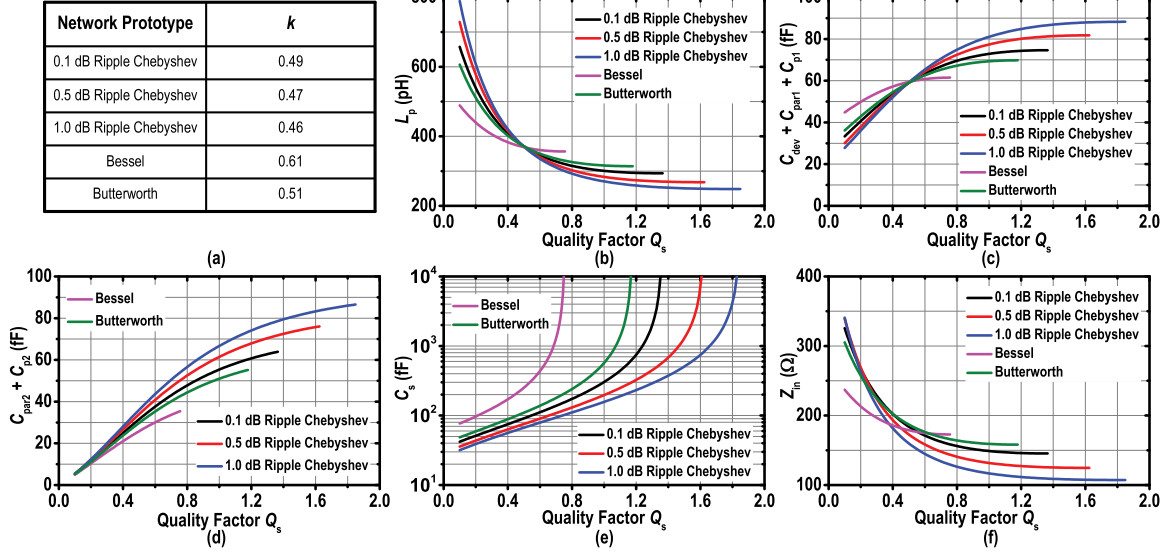 Network Prototype k
0.1 dB Ripple Chebyshev 0.49
0.5 dB Ripple Chebyshev 0.47
1.0 dB Ripple Chebyshev 0.46
Bessel 0.61
Butterworth 0.51
(a)
L_p (pH)
600
400
200
0.0 0.4 0.8 1.2 1.6 2.0
Quality Factor Q_s
0.1 dB Ripple Chebyshev
0.5 dB Ripple Chebyshev
1.0 dB Ripple Chebyshev
Bessel
Butterworth
(b)
C_dev + C_par1 + C_p1 (fF)
80
60
40
20
0
0.0 0.4 0.8 1.2 1.6 2.0
Quality Factor Q_s
0.1 dB Ripple Chebyshev
0.5 dB Ripple Chebyshev
1.0 dB Ripple Chebyshev
Bessel
Butterworth
(c)
C_par2 + C_p2 (fF)
100
80
60
40
20
0
0.0 0.4 0.8 1.2 1.6 2.0
Quality Factor Q_s
Bessel
Butterworth
0.1 dB Ripple Chebyshev
0.5 dB Ripple Chebyshev
1.0 dB Ripple Chebyshev
(d)
C_s (fF)
10^4
10^3
10^2
10^1
0.0 0.4 0.8 1.2 1.6 2.0
Quality Factor Q_s
Bessel
Butterworth
0.1 dB Ripple Chebyshev
0.5 dB Ripple Chebyshev
1.0 dB Ripple Chebyshev
(e)
Z_in (Ω)
400
300
200
100
0.0 0.4 0.8 1.2 1.6 2.0
Quality Factor Q_s
0.1 dB Ripple Chebyshev
0.5 dB Ripple Chebyshev
1.0 dB Ripple Chebyshev
Bessel
Butterworth
(f)